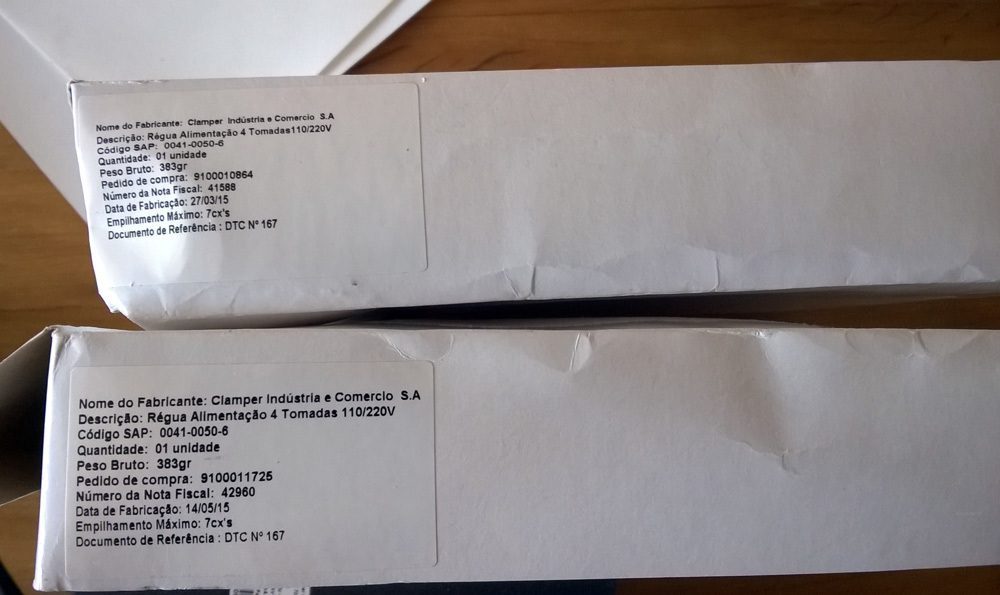 Nome do Fabricante: Clamper Indústria e Comercio S.A
Descrição: Régua Alimentação 4 Tomadas110/220V
Código SAP: 0041-0050-6
Quantidade: 01 unidade
Peso Bruto: 383gr
Pedido de compra: 9100010864
Número da Nota Fiscal: 41588
Data de Fabricação: 27/03/15
Empilhamento Máximo: 7cx's
Documento de Referência : DTC Nº 167
Nome do Fabricante: Clamper Indústria e Comercio S.A
Descrição: Régua Alimentação 4 Tomadas 110/220V
Código SAP: 0041-0050-6
Quantidade: 01 unidade
Peso Bruto: 383gr
Pedido de compra: 9100011725
Número da Nota Fiscal: 42960
Data de Fabricação: 14/05/15
Empilhamento Máximo: 7cx's
Documento de Referência : DTC Nº 167